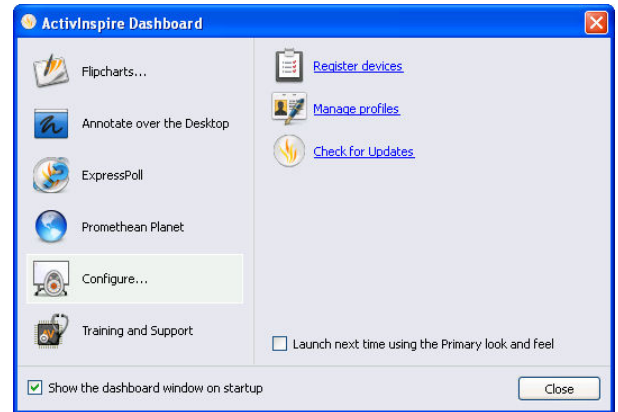 ActivInspire Dashboard
Flipcharts...
Annotate over the Desktop
ExpressPoll
Promethean Planet
Configure...
Training and Support
Register devices
Manage profiles
Check for Updates
Launch next time using the Primary look and feel
Show the dashboard window on startup
Close